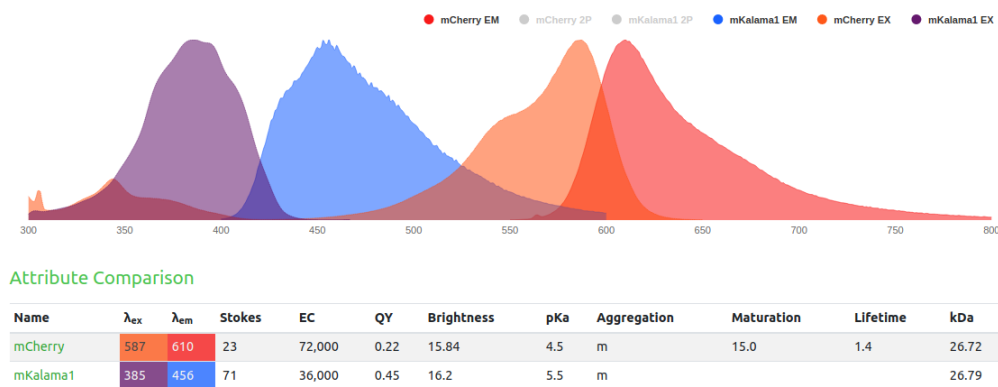 mCherry EM mCherry 2P mKalama1 2P mKalama1 EM mCherry EX mKalama1 EX
300 350 400 450 500 550 600 650 700 750 800
Attribute Comparison
Name λex λem Stokes EC QY Brightness pKa Aggregation Maturation Lifetime kDa
mCherry 587 610 23 72,000 0.22 15.84 4.5 m 15.0 1.4 26.72
mKalama1 385 456 71 36,000 0.45 16.2 5.5 m 26.79